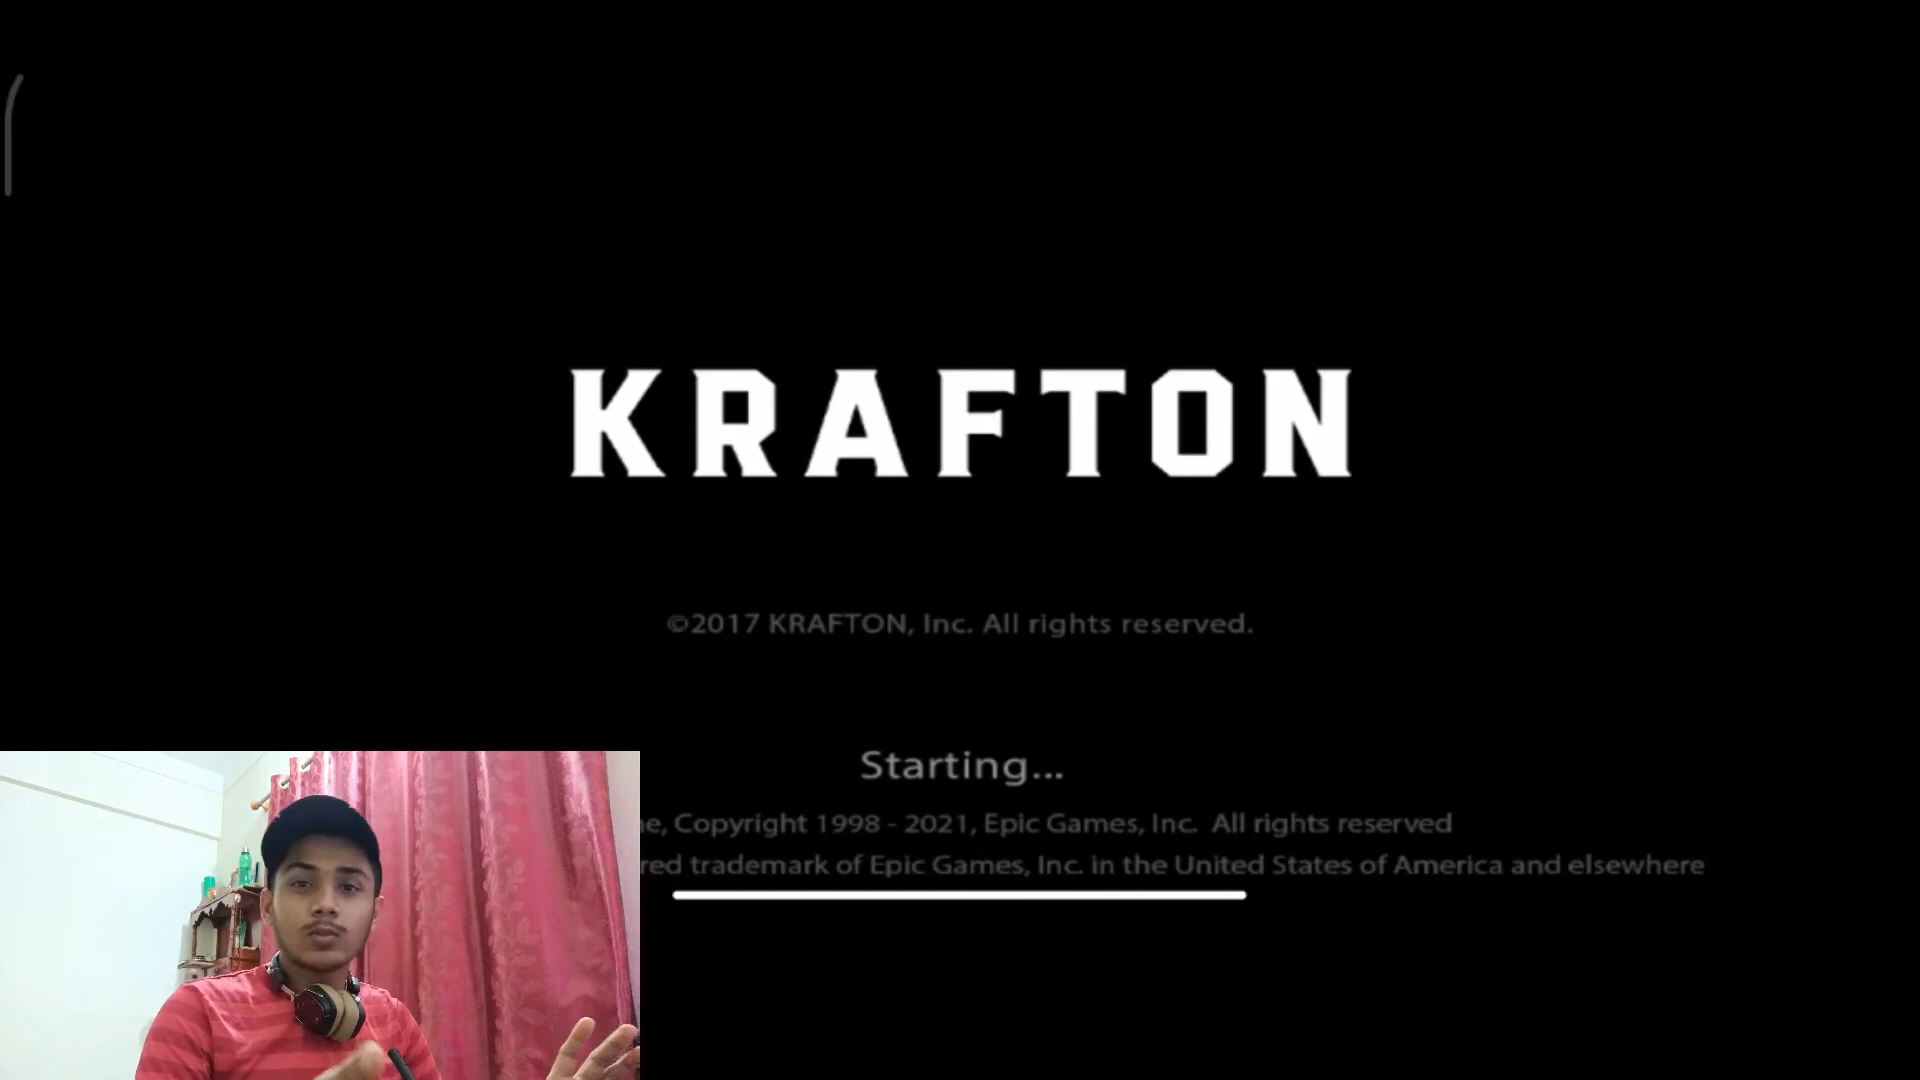 KRAFTON
©2017 KRAFTON, Inc. All rights reserved.
Starting...
Copyright 1998 - 2021, Epic Games, Inc. All rights reserved
trademark of Epic Games, Inc. in the United States of America and elsewhere